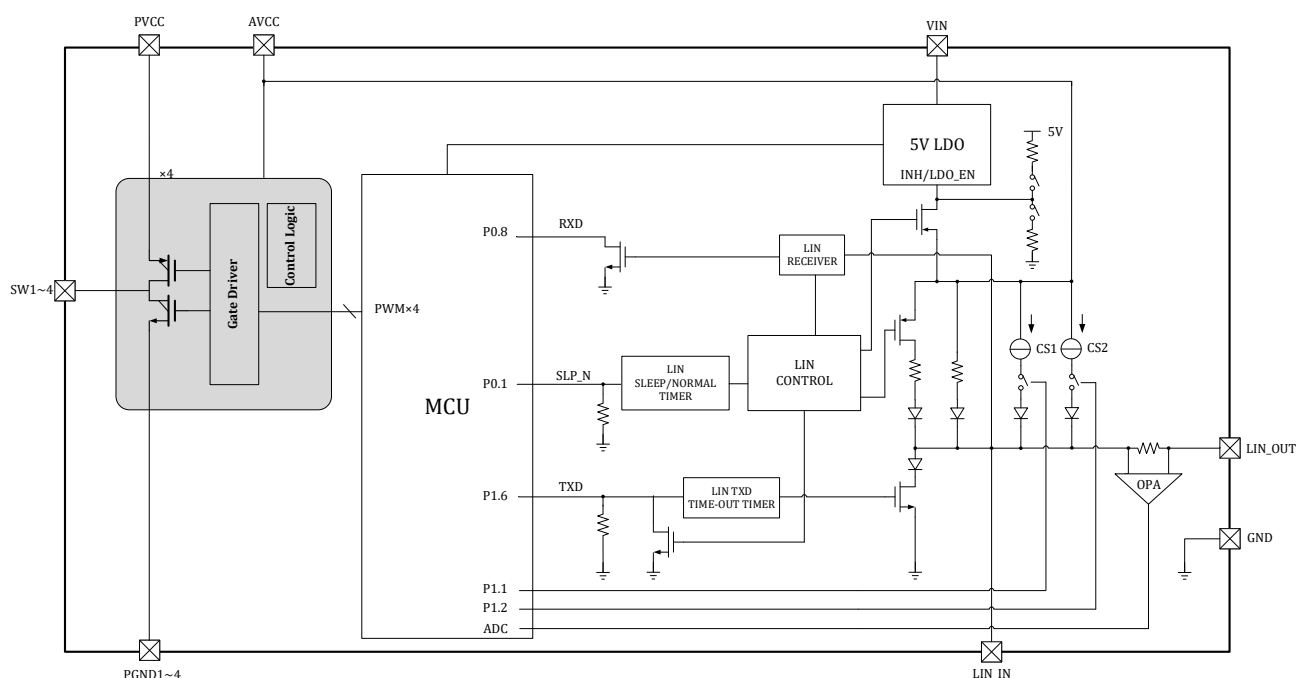 PVCC
AVCC
VIN
5V
5V LDO
INH/LDO_EN
×4
Control Logic
Gate Driver
P0.8
RXD
LIN
RECEIVER
SW1~4
PWM×4
CS1
CS2
LIN
SLEEP/NORMAL
TIMER
LIN
CONTROL
P0.1
SLP_N
MCU
LIN_OUT
OPA
P1.6
TXD
LIN TXD
TIME-OUT TIMER
GND
P1.1
P1.2
ADC
PGND1~4
LIN_IN